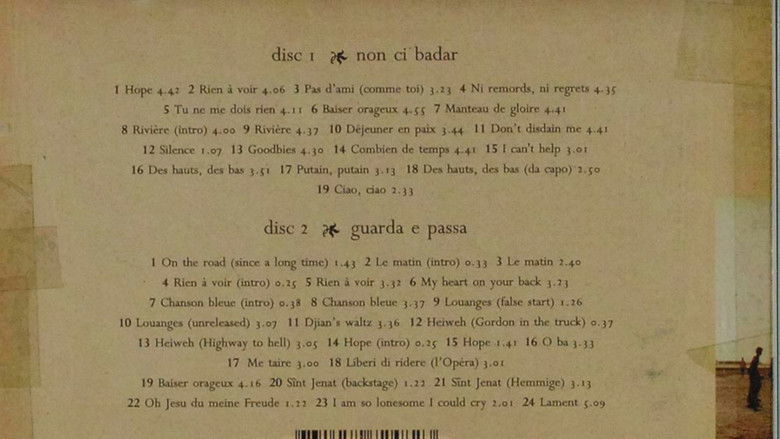 disc 1 non ci badar
1 Hope 4.42 2 Rien à voir 4.06 3 Pas d'ami (comme toi) 3.23 4 Ni remords, ni regrets 4.35
5 Tu ne me dois rien 4.11 6 Baiser orageux 4.55 7 Manteau de gloire 4.41
8 Rivière (intro) 4.00 9 Rivière 4.37 10 Déjeuner en paix 3.44 11 Don't disdain me 4.41
12 Silence 1.07 13 Goodbies 4.30 14 Combien de temps 4.41 15 I can't help 3.01
16 Des hauts, des bas 3.51 17 Putain, putain 3.13 18 Des hauts, des bas (da capo) 2.50
19 Ciao, ciao 2.33
disc 2 guarda e passa
1 On the road (since a long time) 1.43 2 Le matin (intro) 0.33 3 Le matin 2.40
4 Rien à voir (intro) 0.25 5 Rien à voir 3.32 6 My heart on your back 3.23
7 Chanson bleue (intro) 0.38 8 Chanson bleue 3.37 9 Louanges (false start) 1.26
10 Louanges (unreleased) 3.07 11 Djian's waltz 3.36 12 Heiweh (Gordon in the truck) 0.37
13 Heiweh (Highway to hell) 3.05 14 Hope (intro) 0.25 15 Hope 1.41 16 O ba 3.33
17 Me taire 3.00 18 Liberi di ridere (l'Opéra) 3.01
19 Baiser orageux 4.16 20 Sînt Jenat (backstage) 1.22 21 Sînt Jenat (Hemmige) 3.13
22 Oh Jesu du meine Freude 1.22 23 I am so lonesome I could cry 2.01 24 Lament 5.09